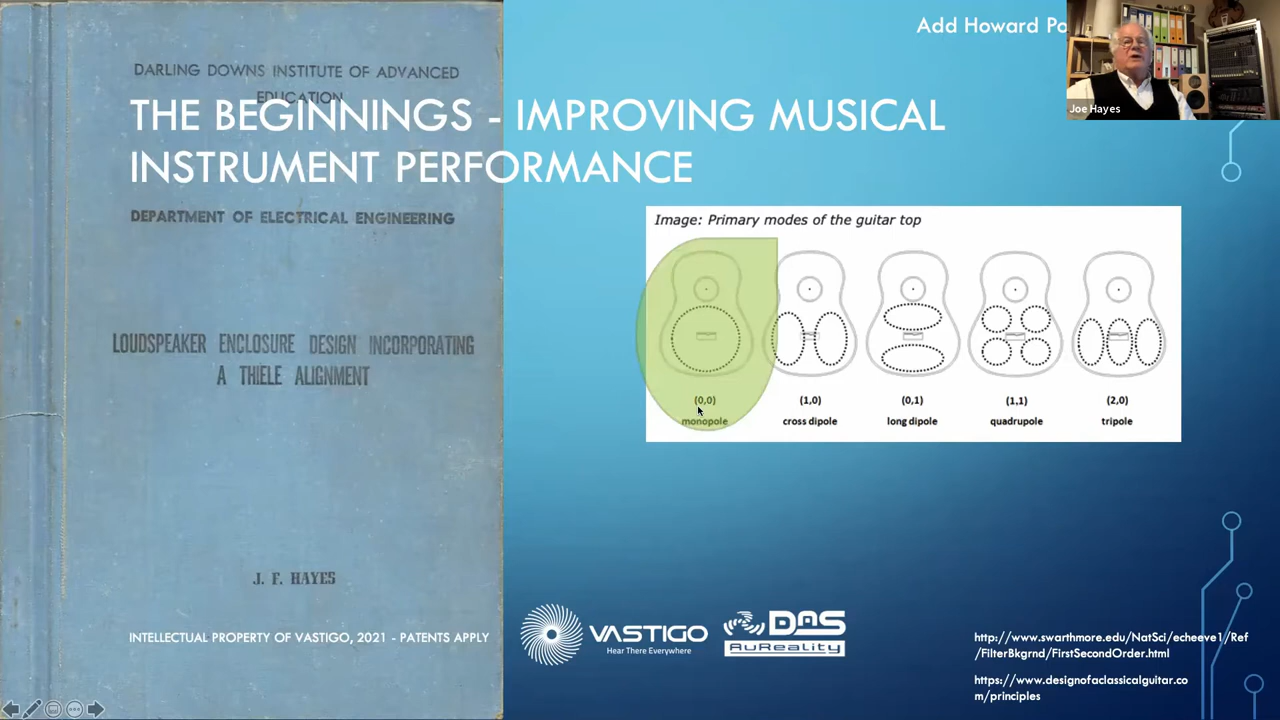 Add Howard Po
Joe Hayes
DARLING DOWNS INSTITUTE OF ADVANCED
EDUCATION
THE BEGINNINGS - IMPROVING MUSICAL
INSTRUMENT PERFORMANCE
DEPARTMENT OF ELECTRICAL ENGINEERING
Image: Primary modes of the guitar top
(0,0) (1,0) (0,1) (1,1) (2,0)
monopole cross dipole long dipole quadrupole tripole
LOUDSPEAKER ENCLOSURE DESIGN INCORPORATING
A THIELE ALIGNMENT
J. F. HAYES
INTELLECTUAL PROPERTY OF VASTIGO, 2021 - PATENTS APPLY
VASTIGO
Hear There Everywhere
DAS
AuReality
http://www.swarthmore.edu/NatSci/echeeve1/Ref
/FilterBkgrnd/FirstSecondOrder.html
https://www.designofaclassicalguitar.co
m/principles